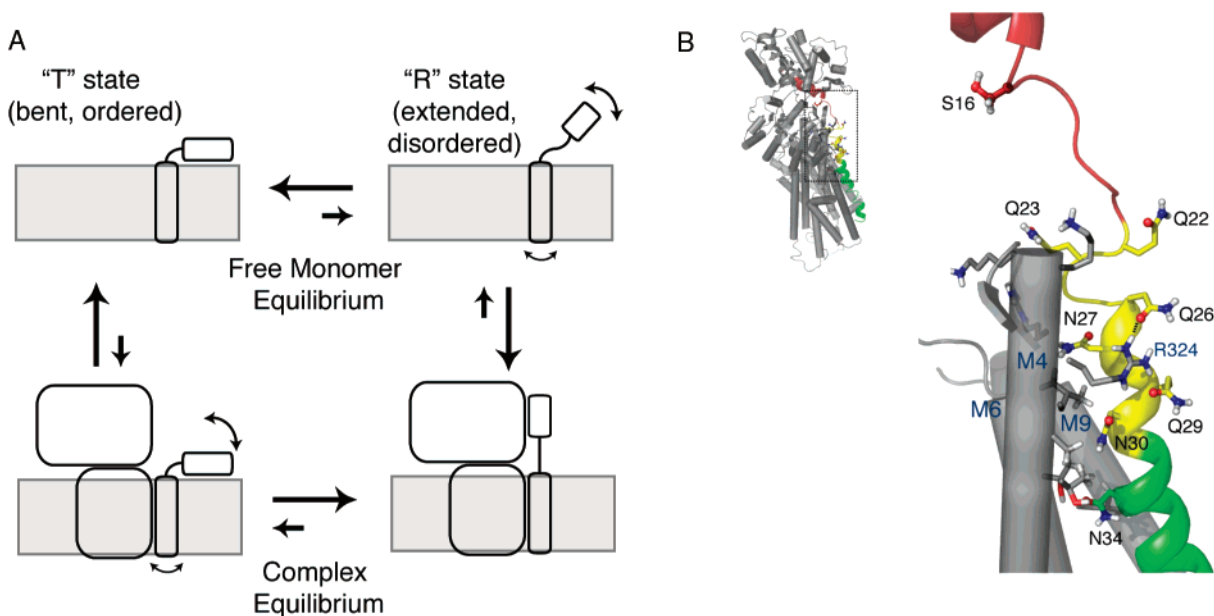 A
“T” state
(bent, ordered)
“R” state
(extended,
disordered)
Free Monomer
Equilibrium
Complex
Equilibrium
B
S16
Q23
Q22
N27
Q26
M4
R324
M6
M9
Q29
N30
N34